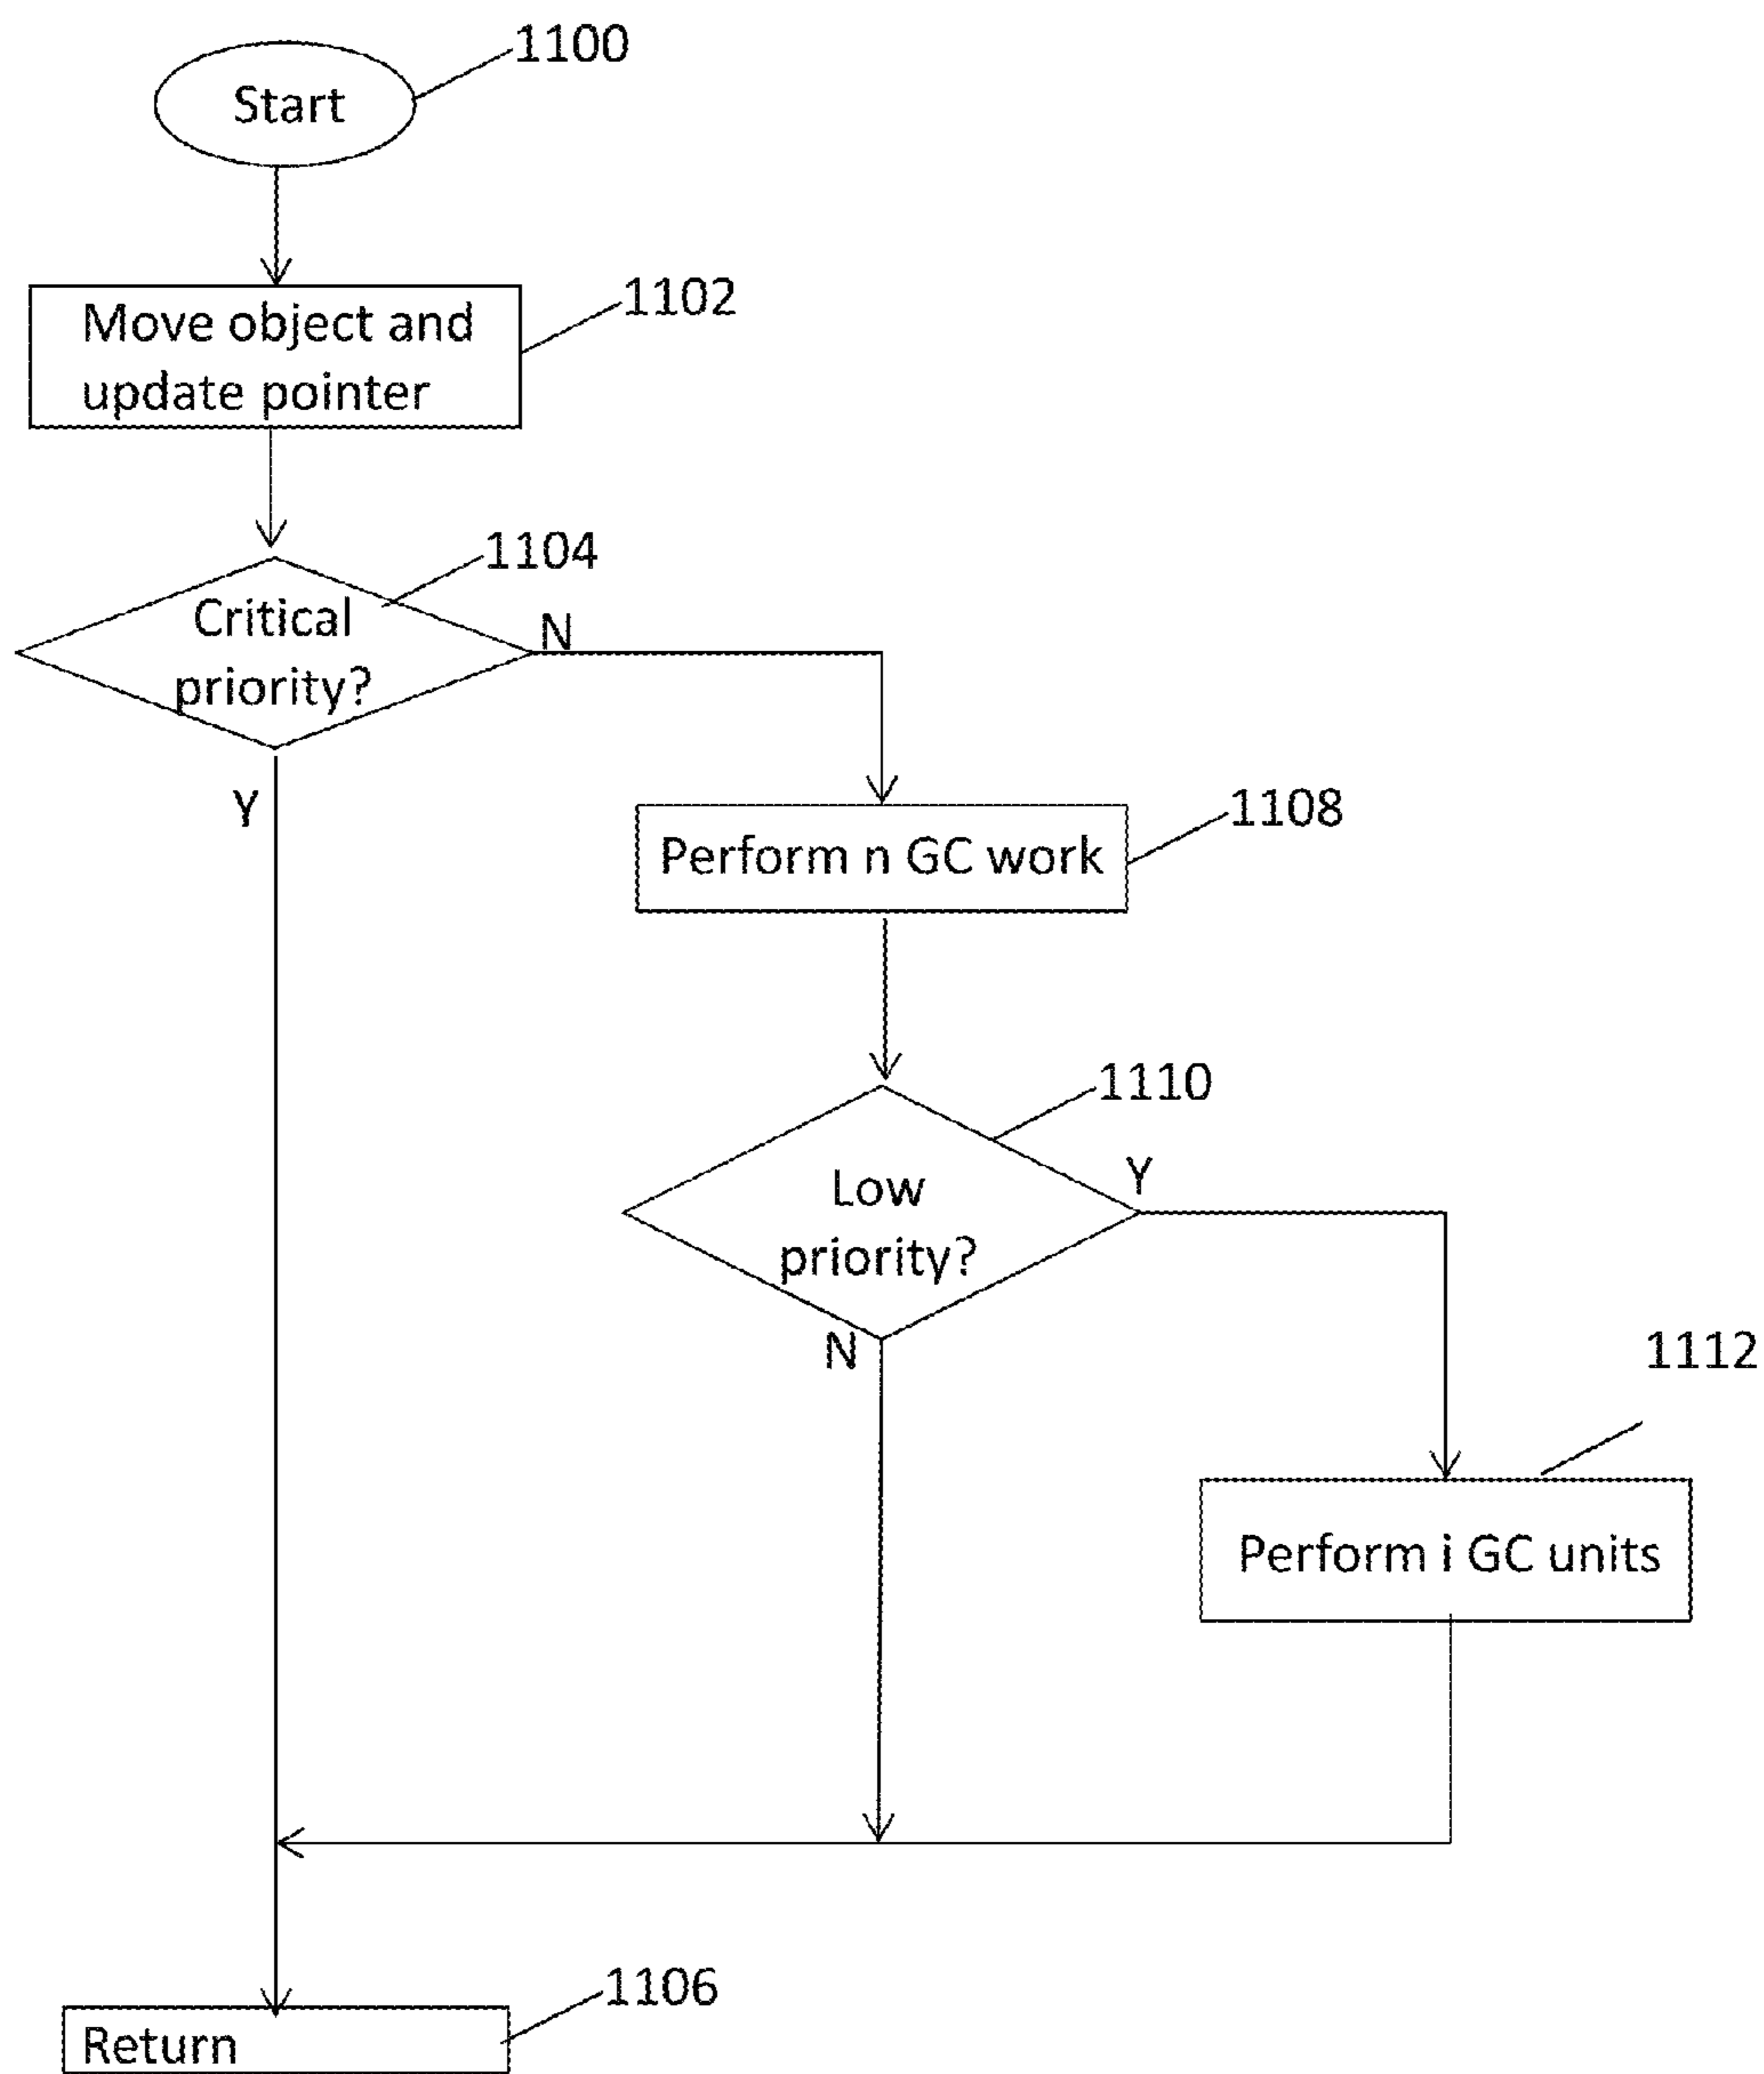 1100
Start
1102
Move object and
update pointer
1104
Critical
priority?
N
Y
1108
Perform n GC work
1110
Low
priority?
Y
N
1112
Perform i GC units
1106
Return